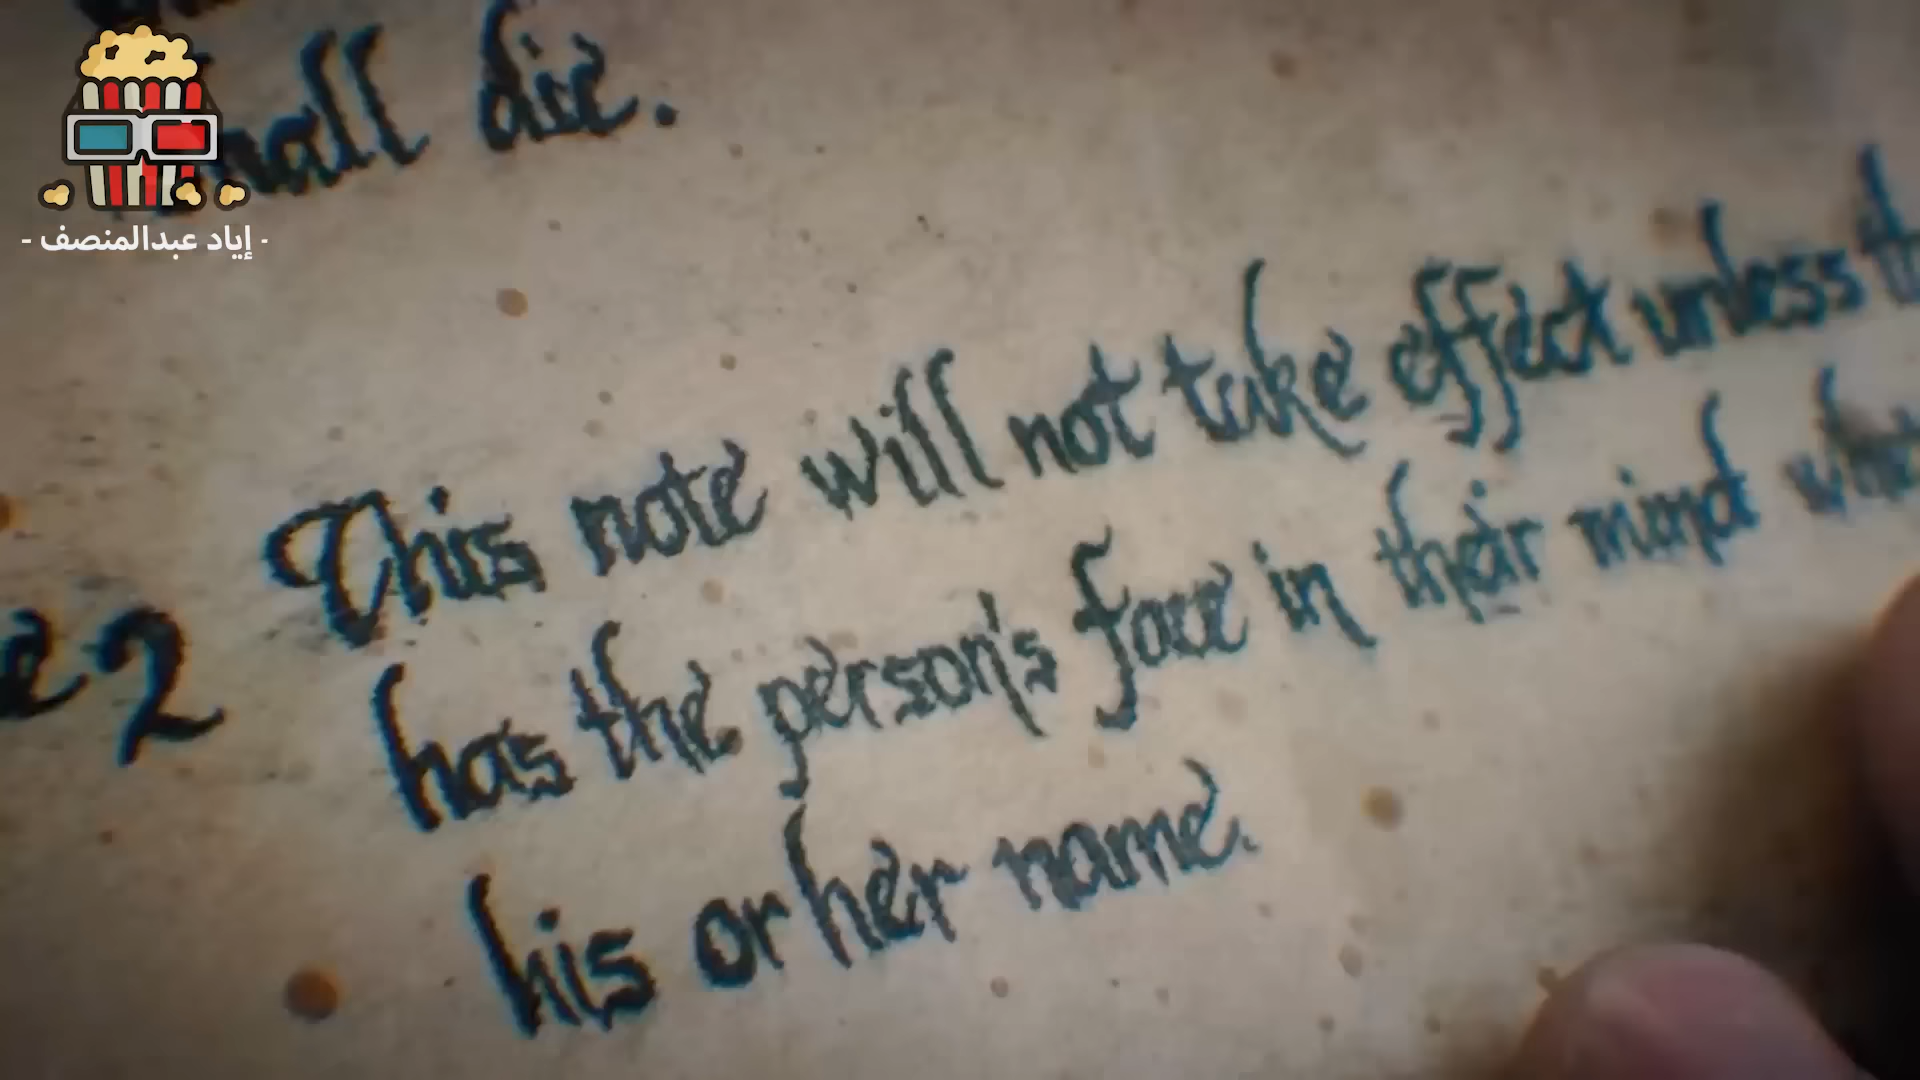 - إياد عبدالمنصف -
shall die.
This note will not take effect unless
e 2
has the person's face in their mind
his or her name.